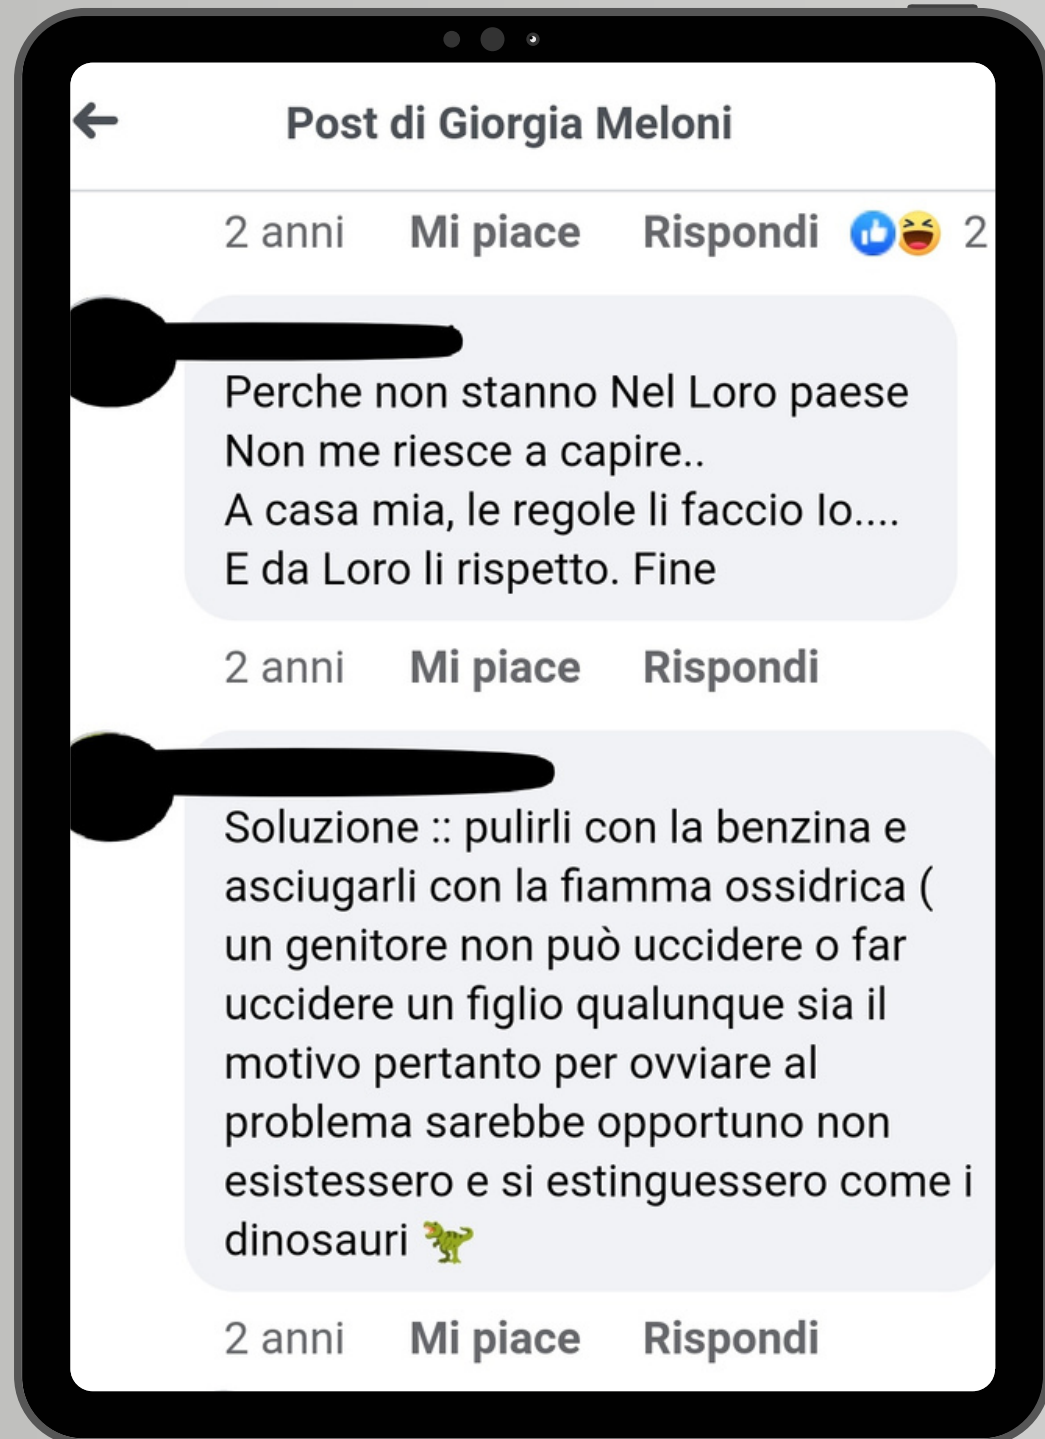 Post di Giorgia Meloni
2 anni Mi piace Rispondi 2
Perche non stanno Nel Loro paese
Non me riesce a capire..
A casa mia, le regole li faccio Io....
E da Loro li rispetto. Fine
2 anni Mi piace Rispondi
Soluzione :: pulirli con la benzina e
asciugarli con la fiamma ossidrica (
un genitore non può uccidere o far
uccidere un figlio qualunque sia il
motivo pertanto per ovviare al
problema sarebbe opportuno non
esistessero e si estinguessero come i
dinosauri 🦖
2 anni Mi piace Rispondi